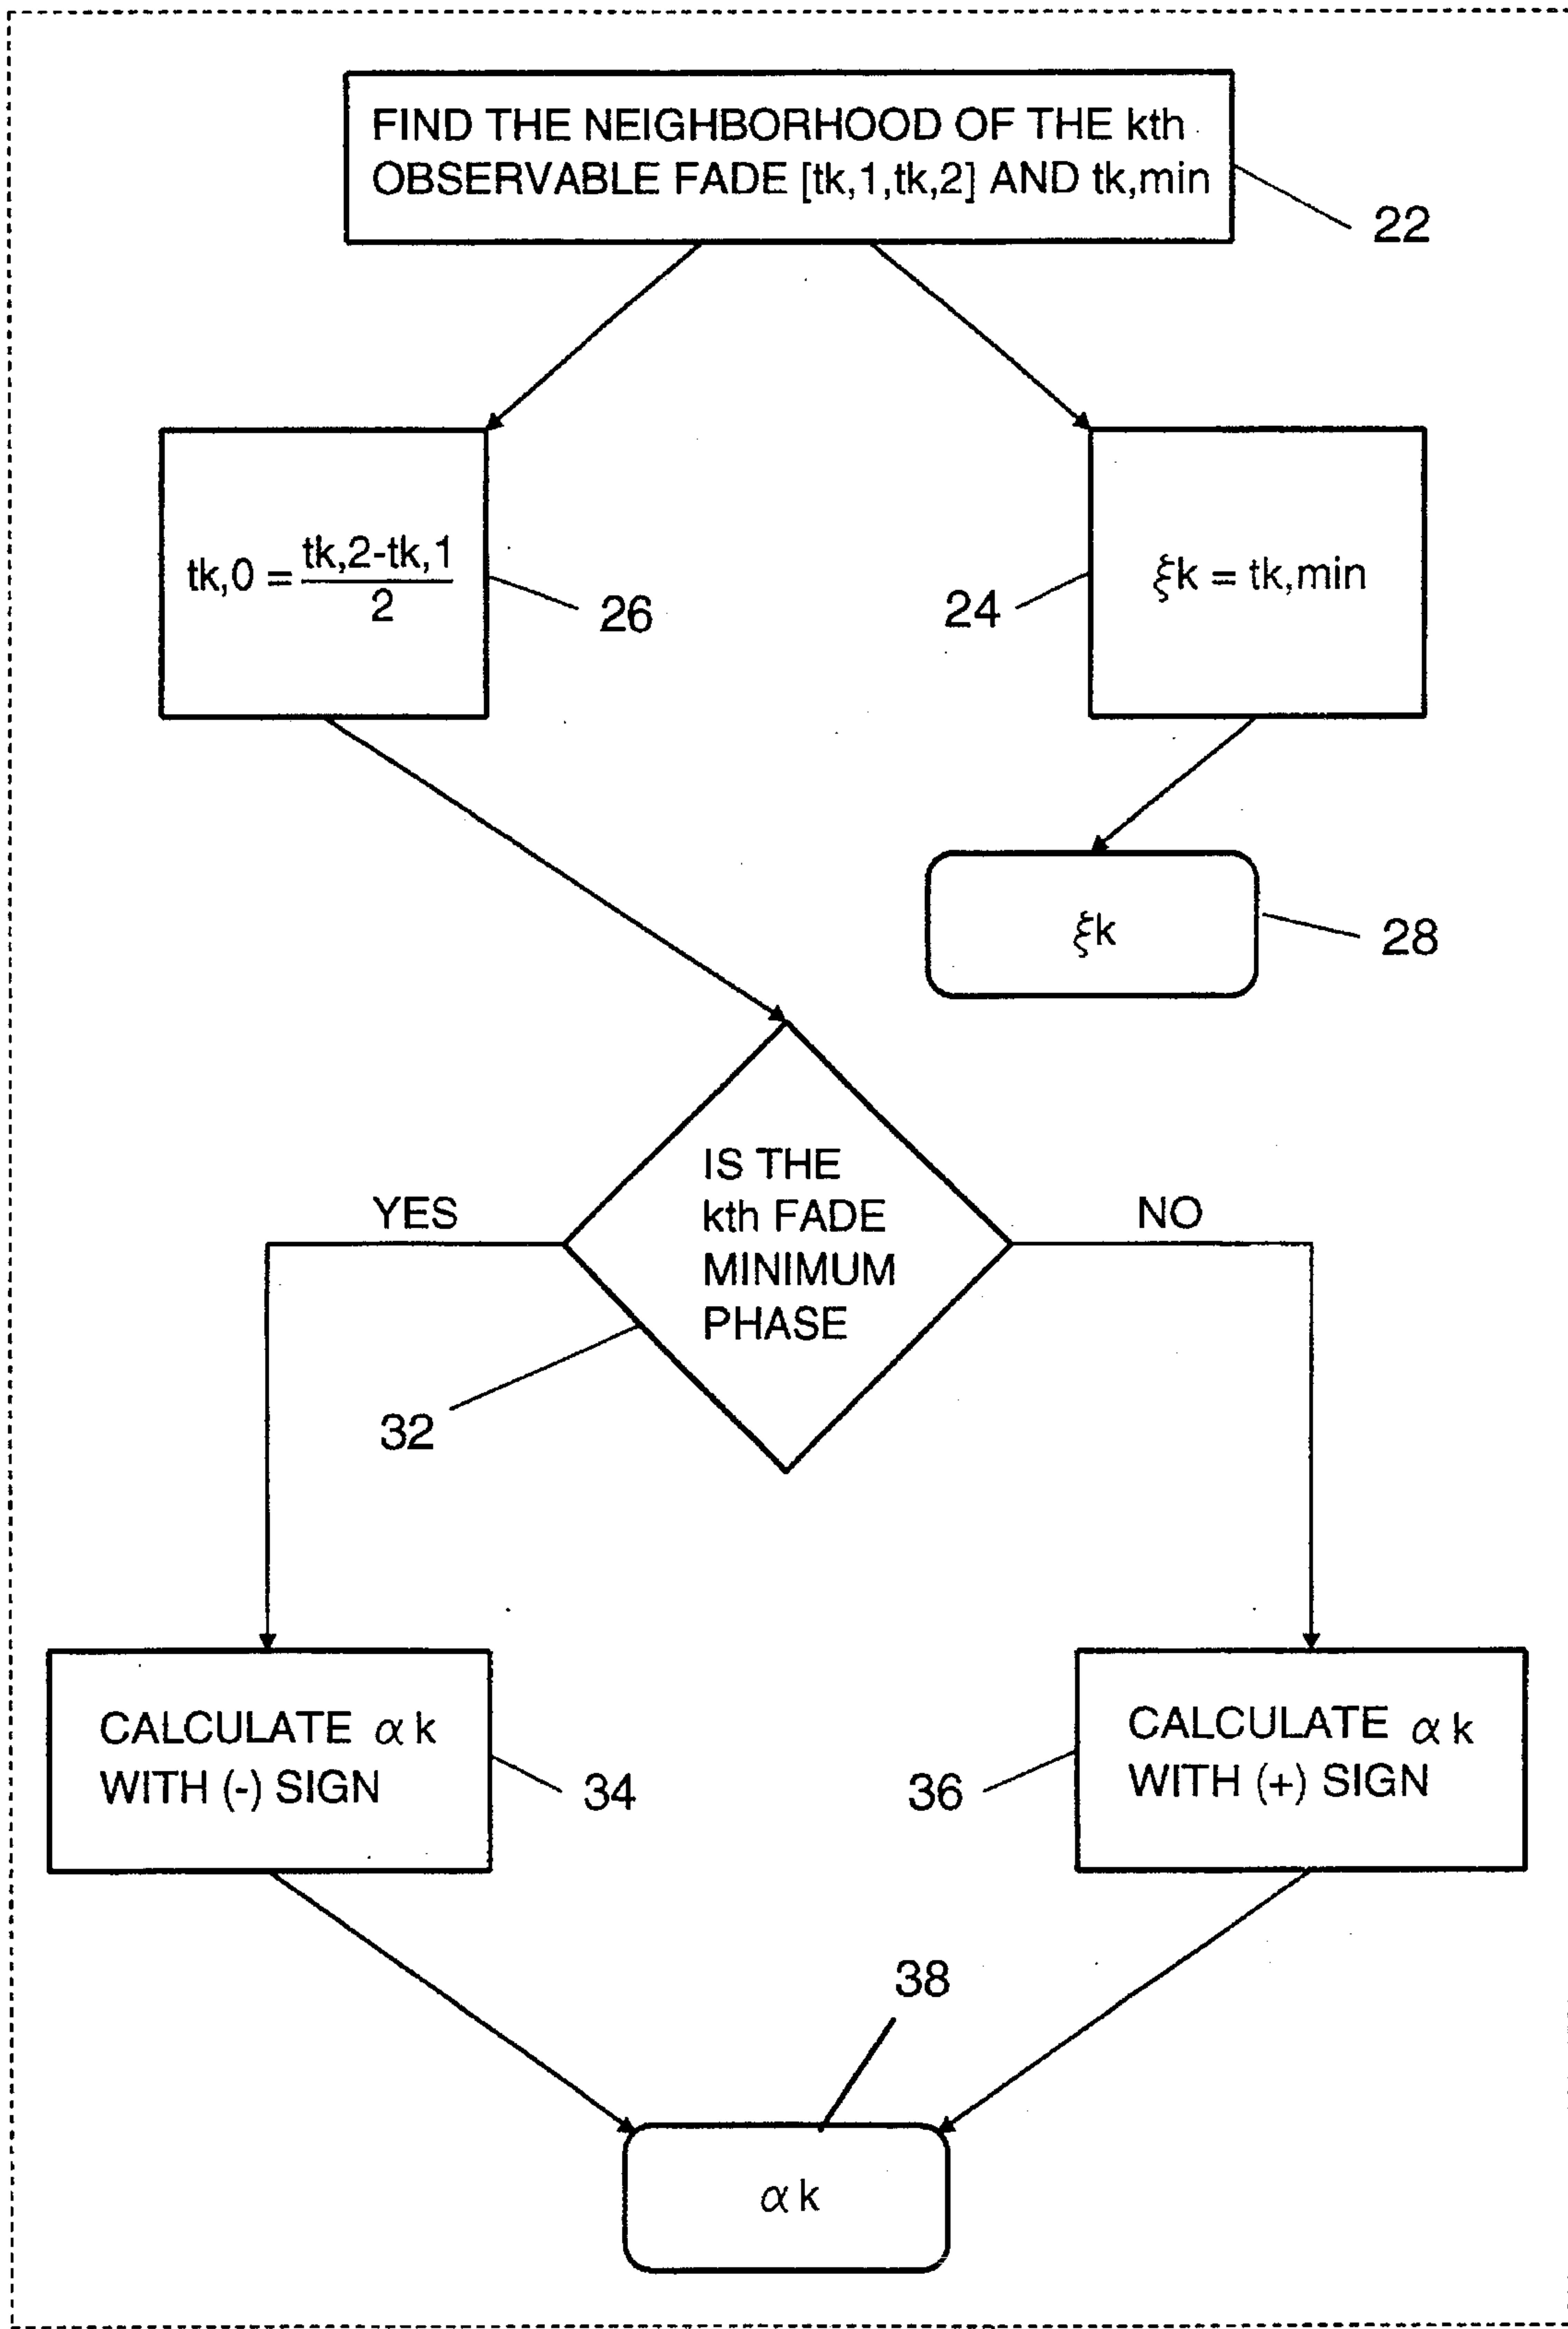 FIND THE NEIGHBORHOOD OF THE kth
OBSERVABLE FADE [tk,1,tk,2] AND tk,min
22
tk,0 = tk,2-tk,1
2
26
24
ξk = tk,min
ξk
28
IS THE
kth FADE
MINIMUM
PHASE
YES
NO
32
CALCULATE αk
WITH (-) SIGN
34
36
CALCULATE αk
WITH (+) SIGN
38
αk